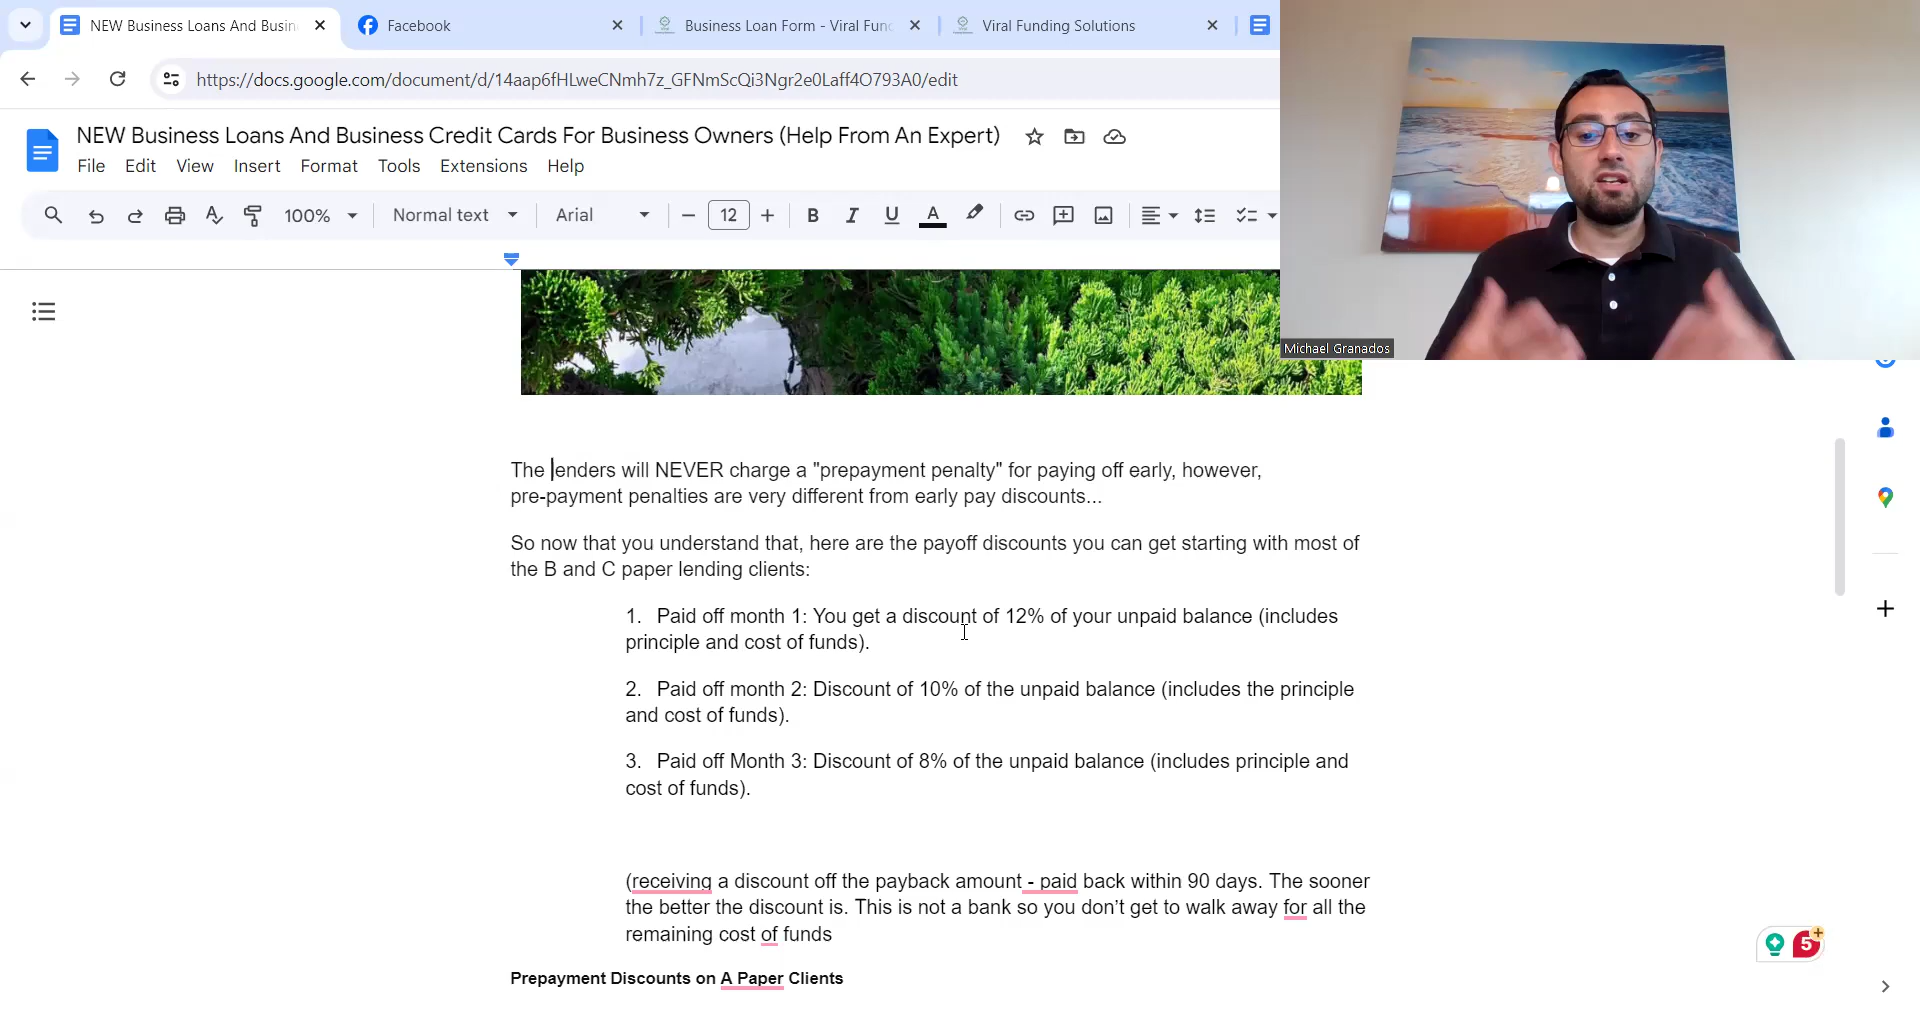 NEW Business Loans And Busin
Facebook
Business Loan Form - Viral Func
Viral Funding Solutions
https://docs.google.com/document/d/14aap6fHLweCNmh7z_GFNmScQi3Ngr2e0Laff4O793A0/edit
NEW Business Loans And Business Credit Cards For Business Owners (Help From An Expert)
File Edit View Insert Format Tools Extensions Help
100% Normal text Arial 12 B I U A
Michael Granados
The lenders will NEVER charge a "prepayment penalty" for paying off early, however,
pre-payment penalties are very different from early pay discounts...
So now that you understand that, here are the payoff discounts you can get starting with most of
the B and C paper lending clients:
1. Paid off month 1: You get a discount of 12% of your unpaid balance (includes
principle and cost of funds).
2. Paid off month 2: Discount of 10% of the unpaid balance (includes the principle
and cost of funds).
3. Paid off Month 3: Discount of 8% of the unpaid balance (includes principle and
cost of funds).
(receiving a discount off the payback amount - paid back within 90 days. The sooner
the better the discount is. This is not a bank so you don't get to walk away for all the
remaining cost of funds
5
Prepayment Discounts on A Paper Clients